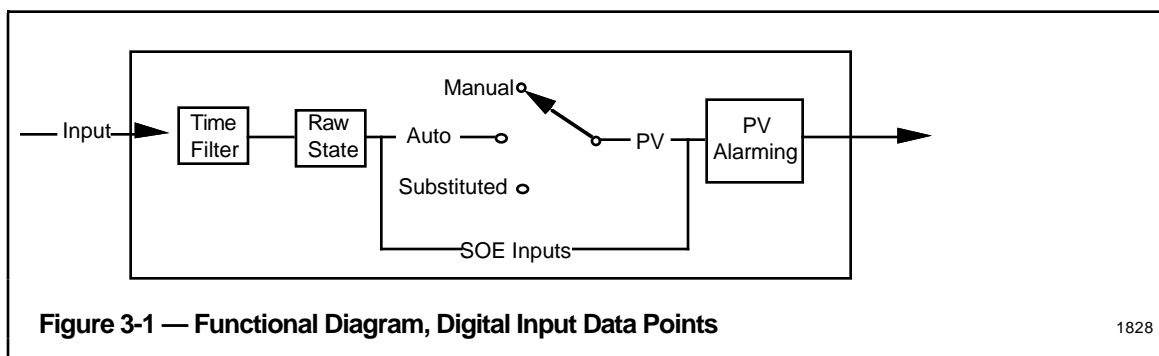 Manual
Input
Time
Filter
Raw
State
Auto
PV
PV
Alarming
Substituted
SOE Inputs
Figure 3-1 — Functional Diagram, Digital Input Data Points
1828